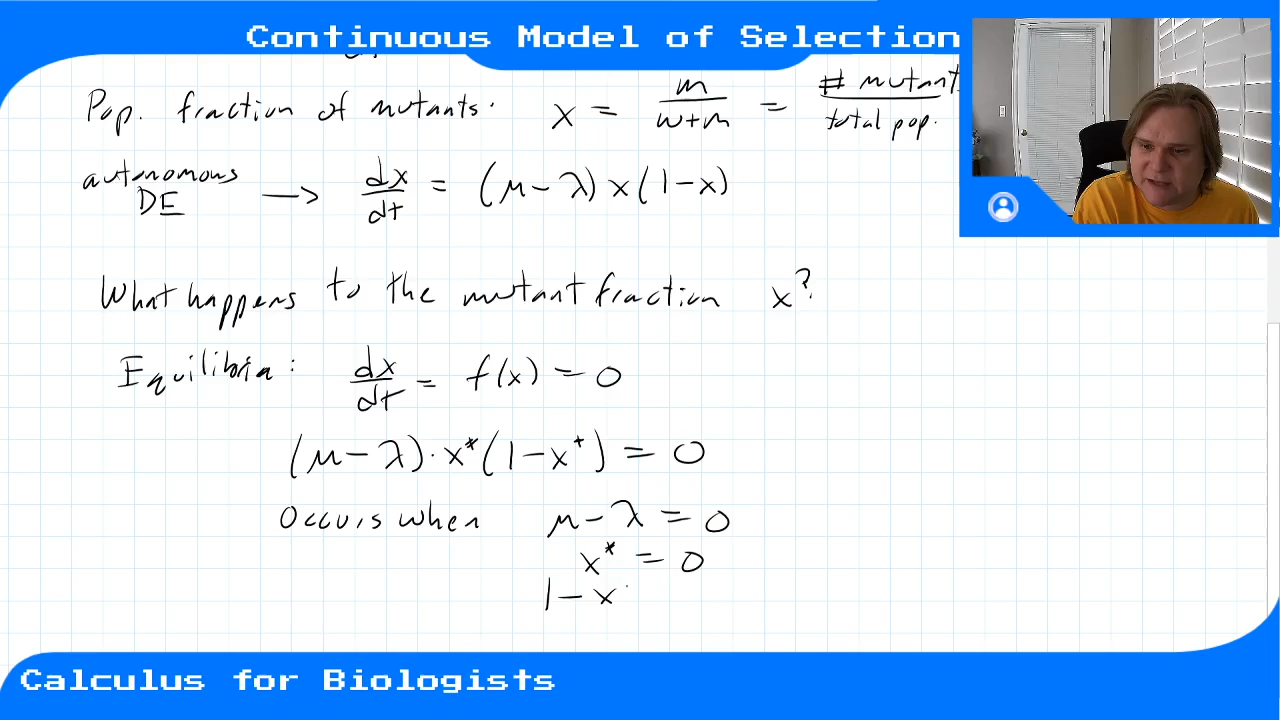 Continuous Model of Selection
Pop. fraction of mutants. x = m/(w+m) = # mutants/total pop.
autonomous DE → dx/dt = (μ-λ)x(1-x)
What happens to the mutant fraction x?
Equilibria: dx/dt = f(x) = 0
(μ-λ)·x*(1-x*) = 0
Occurs when μ-λ = 0
x* = 0
1-x
Calculus for Biologists